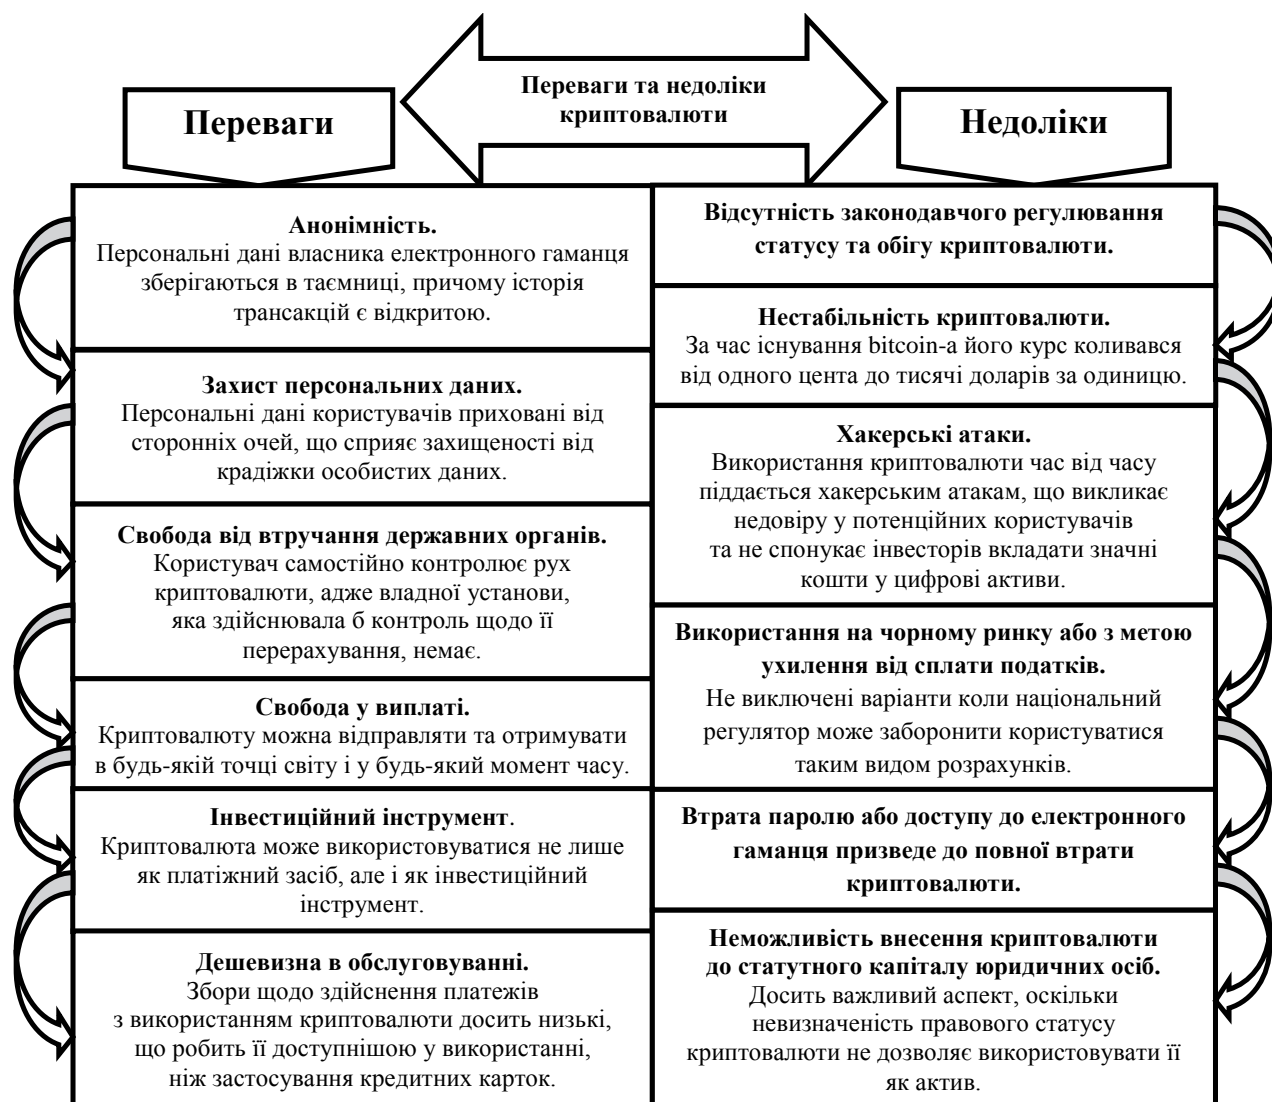 Переваги та недоліки
криптовалюти
Переваги
Недоліки
Анонімність.
Персональні дані власника електронного гаманця
зберігаються в таємниці, причому історія
трансакцій є відкритою.
Захист персональних даних.
Персональні дані користувачів приховані від
сторонніх очей, що сприяє захищеності від
крадіжки особистих даних.
Свобода від втручання державних органів.
Користувач самостійно контролює рух
криптовалюти, адже владної установи,
яка здійснювала б контроль щодо її
перерахування, немає.
Свобода у виплаті.
Криптовалюту можна відправляти та отримувати
в будь-якій точці світу і у будь-який момент часу.
Інвестиційний інструмент.
Криптовалюта може використовуватися не лише
як платіжний засіб, але і як інвестиційний
інструмент.
Дешевизна в обслуговуванні.
Збори щодо здійснення платежів
з використанням криптовалюти досить низькі,
що робить її доступнішою у використанні,
ніж застосування кредитних карток.
Відсутність законодавчого регулювання
статусу та обігу криптовалюти.
Нестабільність криптовалюти.
За час існування bitcoin-а його курс коливався
від одного цента до тисячі доларів за одиницю.
Хакерські атаки.
Використання криптовалюти час від часу
піддається хакерським атакам, що викликає
недовіру у потенційних користувачів
та не спонукає інвесторів вкладати значні
кошти у цифрові активи.
Використання на чорному ринку або з метою
ухилення від сплати податків.
Не виключені варіанти коли національний
регулятор може заборонити користуватися
таким видом розрахунків.
Втрата паролю або доступу до електронного
гаманця призведе до повної втрати
криптовалюти.
Неможливість внесення криптовалюти
до статутного капіталу юридичних осіб.
Досить важливий аспект, оскільки
невизначеність правового статусу
криптовалюти не дозволяє використовувати її
як актив.